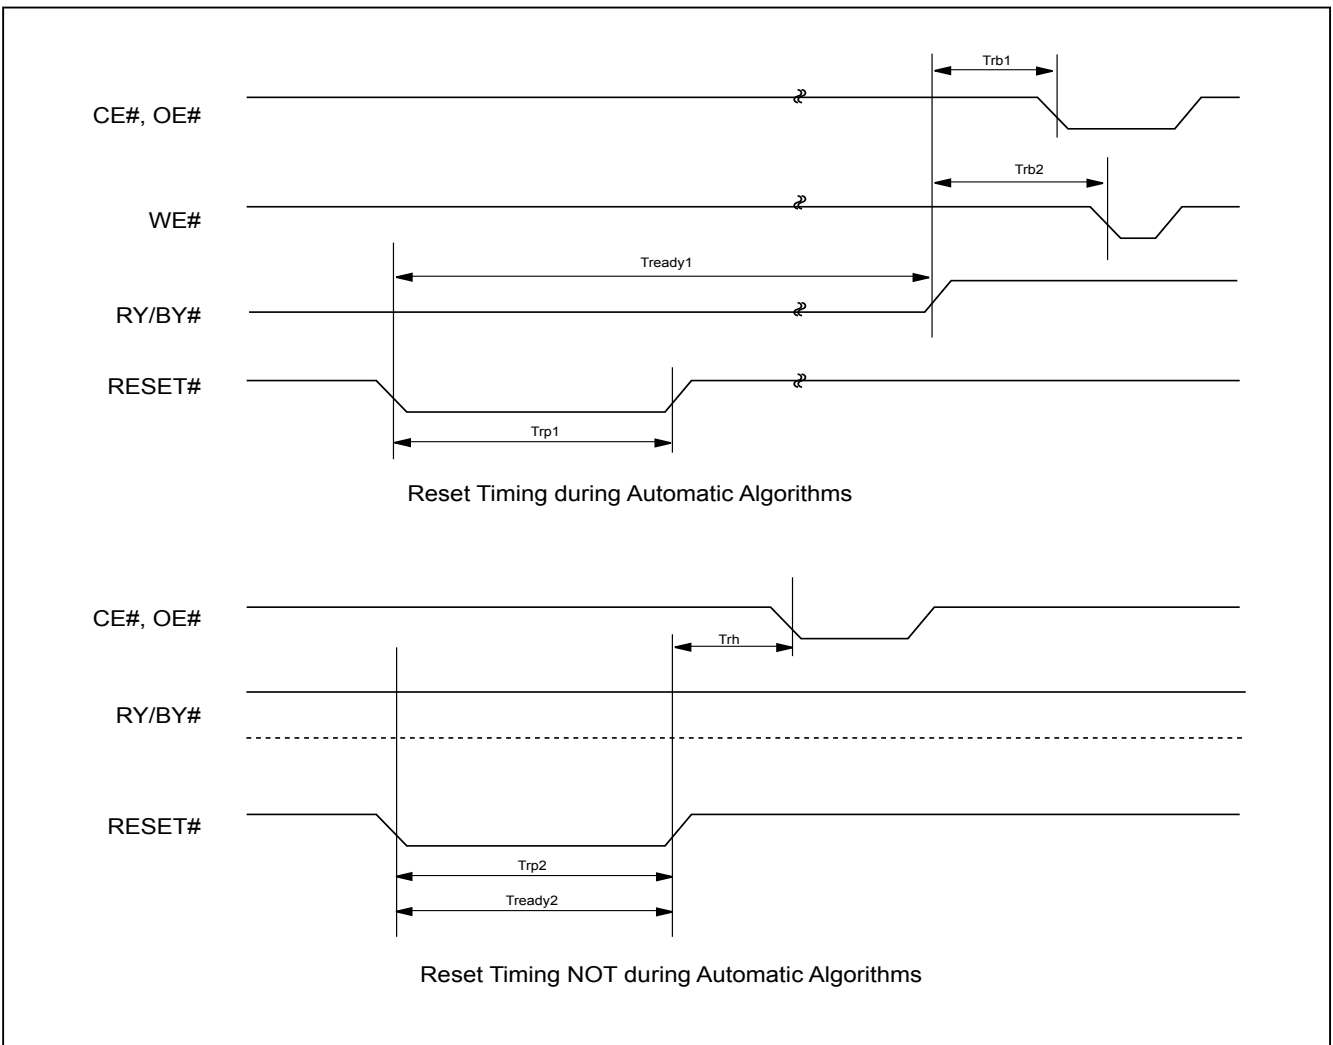 Trb1
CE#, OE#
Trb2
WE#
Tready1
RY/BY#
RESET#
Trp1
Reset Timing during Automatic Algorithms
CE#, OE#
Trh
RY/BY#
RESET#
Trp2
Tready2
Reset Timing NOT during Automatic Algorithms